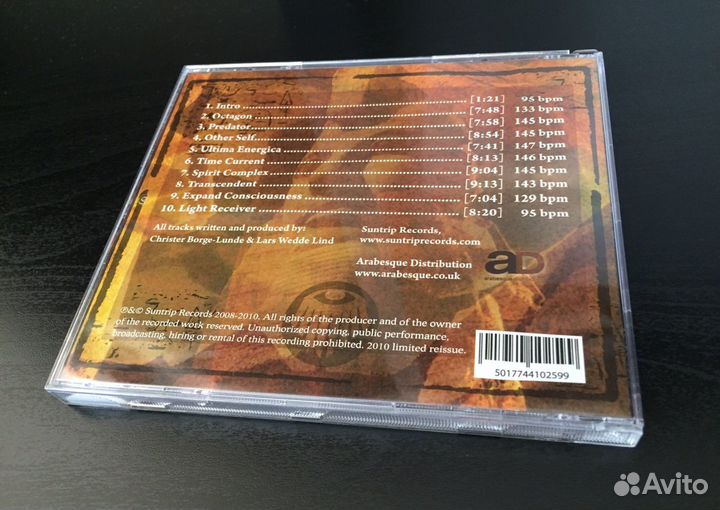 1. Intro [1:21] 95 bpm
2. Octagon [7:48] 133 bpm
3. Predator [7:58] 145 bpm
4. Other Self [8:54] 145 bpm
5. Ultima Energica [7:41] 147 bpm
6. Time Current [8:13] 146 bpm
7. Spirit Complex [9:04] 145 bpm
8. Transcendent [9:13] 143 bpm
9. Expand Consciousness [7:04] 129 bpm
10. Light Receiver [8:20] 95 bpm
All tracks written and produced by:
Christer Borge-Lunde & Lars Wedde Lind
Suntrip Records,
www.suntriprecords.com
Arabesque Distribution
www.arabesque.co.uk
AD
℗&© Suntrip Records 2008-2010. All rights of the producer and of the owner
of the recorded work reserved. Unauthorized copying, public performance,
broadcasting, hiring or rental of this recording prohibited. 2010 limited reissue.
5017744102599
Avito